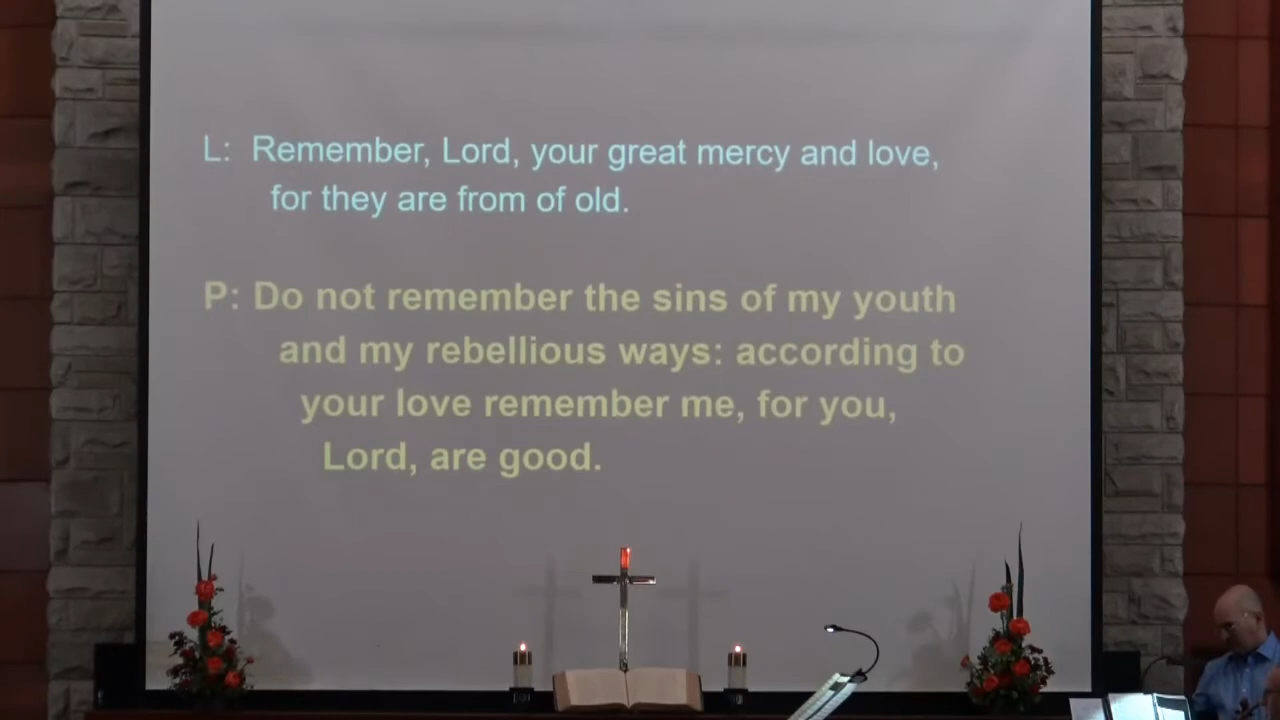 L: Remember, Lord, your great mercy and love,
for they are from of old.
P: Do not remember the sins of my youth
and my rebellious ways: according to
your love remember me, for you,
Lord, are good.